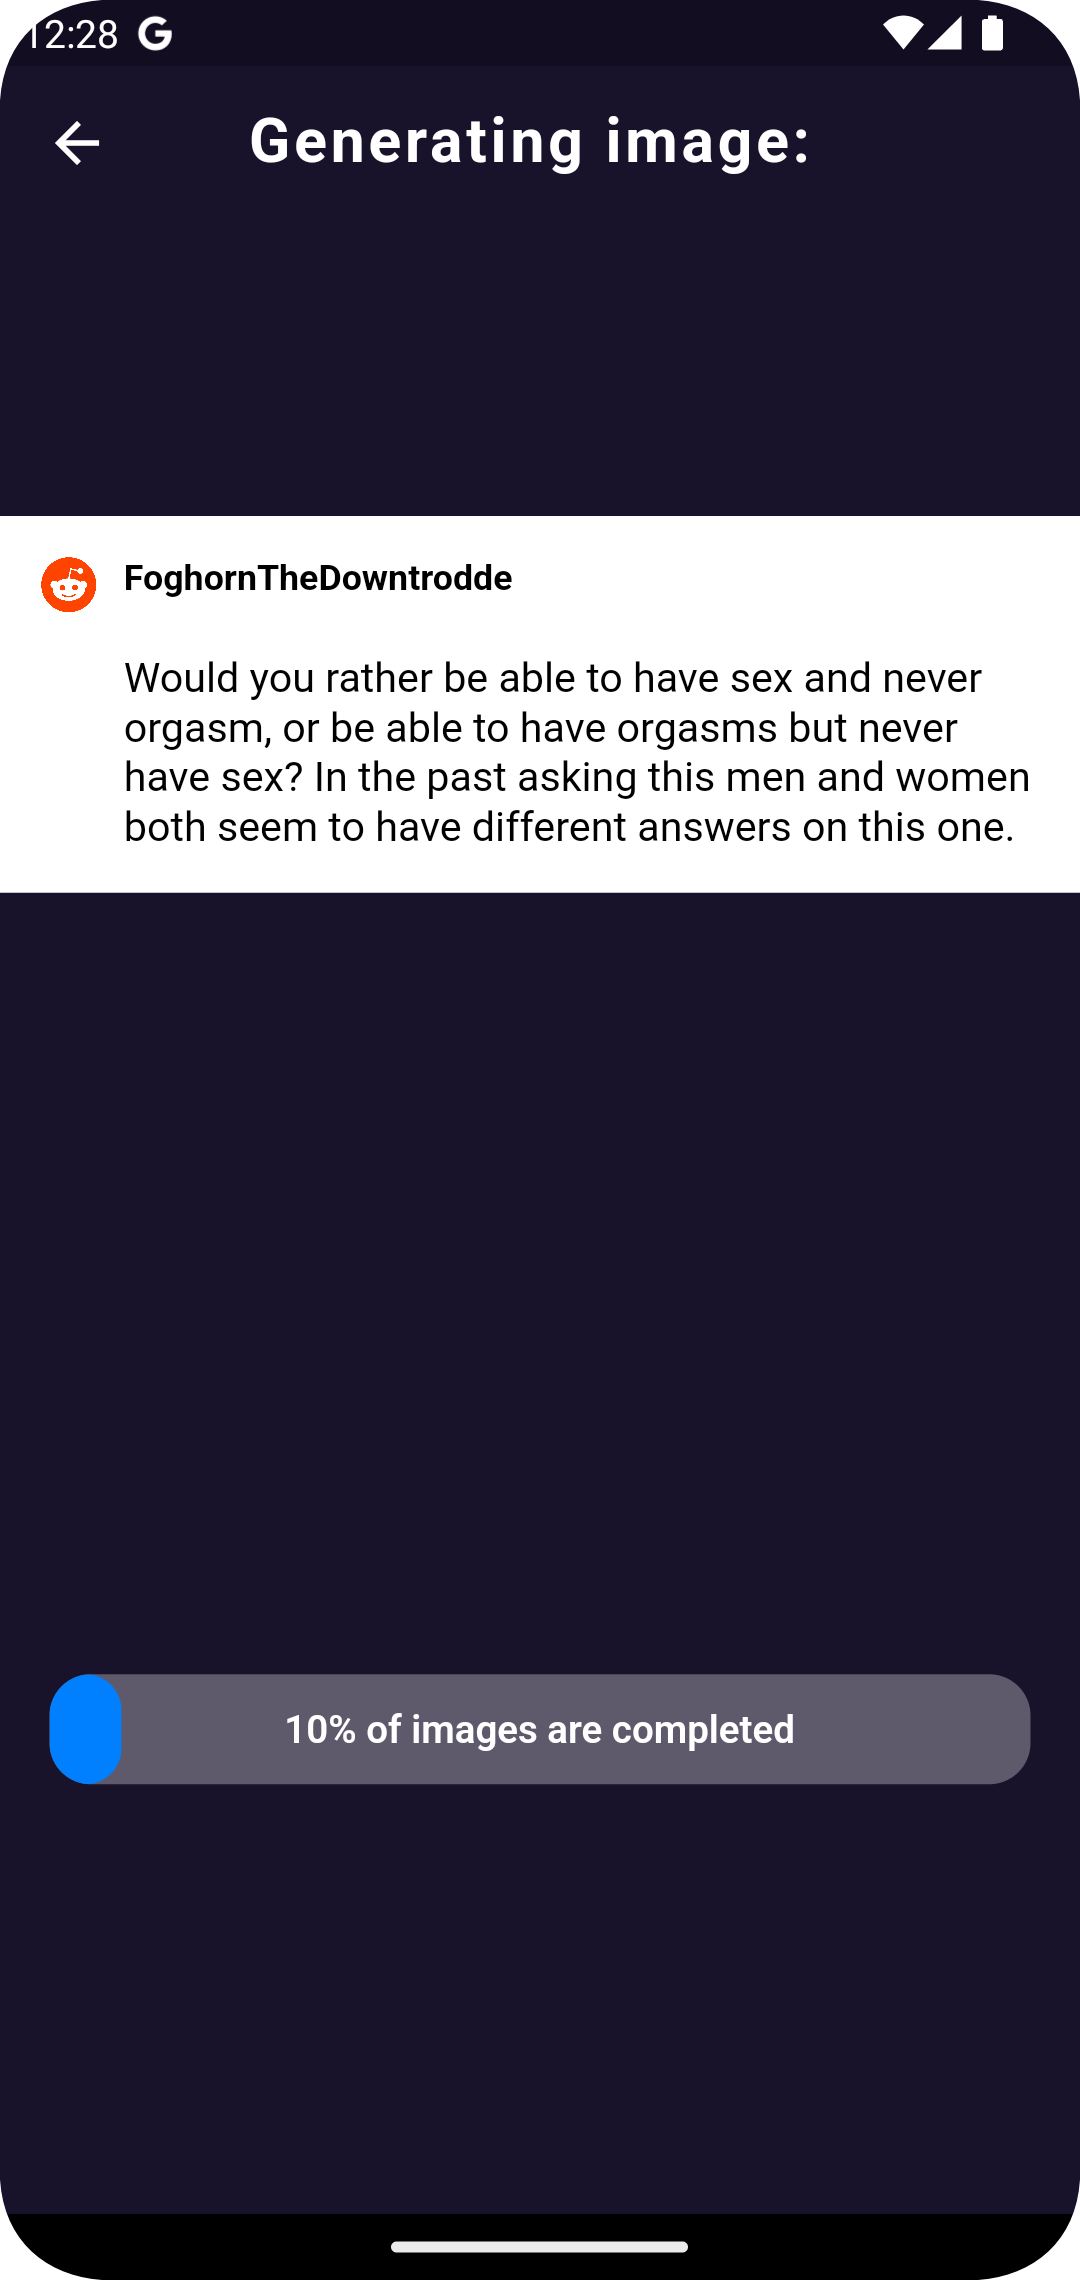 12:28
Generating image:
FoghornTheDowntrodde
Would you rather be able to have sex and never
orgasm, or be able to have orgasms but never
have sex? In the past asking this men and women
both seem to have different answers on this one.
10% of images are completed